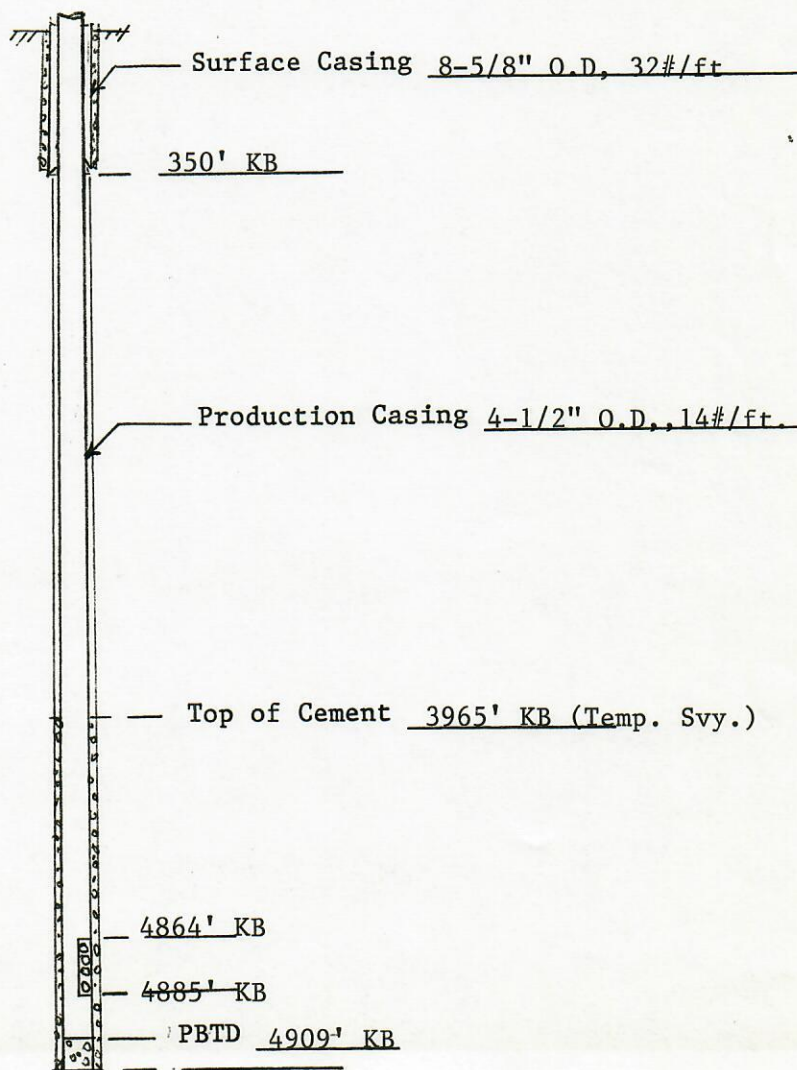 Surface Casing 8-5/8" O.D, 32#/ft
350' KB
Production Casing 4-1/2" O.D,,14#/ft.
Top of Cement 3965' KB (Temp. Svy.)
4864' KB
4885' KB
PBTD 4909' KB